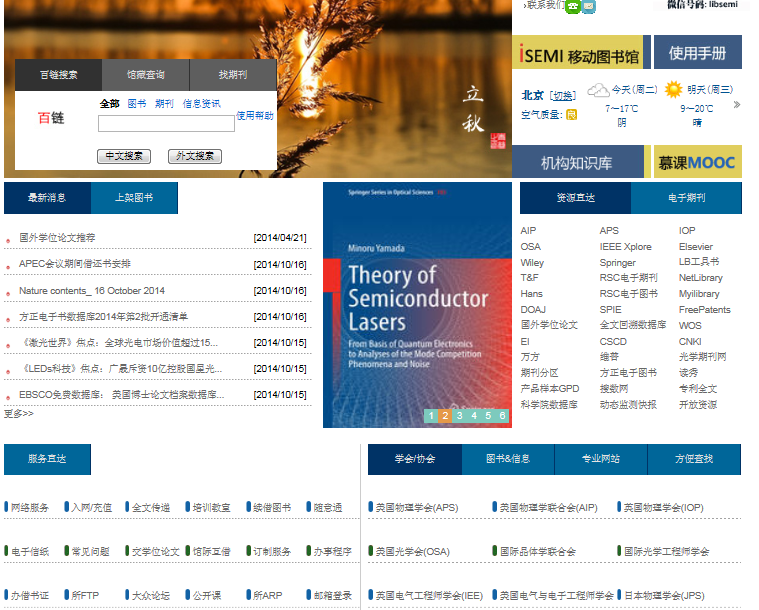 ›联系我们
微信号码: libsemi
iSEMI 移动图书馆
使用手册
百链搜索 馆藏查询 找期刊
百链
全部 图书 期刊 信息资讯
使用帮助
中文搜索 外文搜索
立秋
北京 [切换]
今天(周二)
7～17℃
阴
明天(周三)
9～20℃
晴
空气质量: 良
机构知识库
慕课MOOC
最新消息 上架图书
国外学位论文推荐 [2014/04/21]
APEC会议期间借还书安排 [2014/10/16]
Nature contents_ 16 October 2014 [2014/10/16]
方正电子书数据库2014年第2批开通清单 [2014/10/16]
《激光世界》焦点：全球光电市场价值超过15... [2014/10/15]
《LEDs科技》焦点：广晟斥资10亿控股国星光... [2014/10/15]
EBSCO免费数据库： 美国博士论文档案数据库... [2014/10/15]
更多>>
Springer Series in Optical Sciences
Minoru Yamada
Theory of
Semiconductor
Lasers
From Basis of Quantum Electronics
to Analyses of the Mode Competition
Phenomena and Noise
1 2 3 4 5 6
资源直达 电子期刊
AIP APS IOP
OSA IEEE Xplore Elsevier
Wiley Springer LB工具书
T&F RSC电子期刊 NetLibrary
Hans RSC电子图书 Myilibrary
DOAJ SPIE FreePatents
国外学位论文 全文回溯数据库 WOS
EI CSCD CNKI
万方 维普 光学期刊网
期刊分区 方正电子图书 读秀
产品样本GPD 搜数网 专利全文
科学院数据库 动态监测快报 开放资源
服务直达
网络服务 入网/充值 全文传递 培训教室 续借图书 随意通
电子信纸 常见问题 交学位论文 馆际互借 订制服务 办事程序
办借书证 所FTP 大众论坛 公开课 所ARP 邮箱登录
学会/协会 图书&信息 专业网站 方便查找
美国物理学会(APS) 美国物理学联合会(AIP) 英国物理学会(IOP)
美国光学会(OSA) 国际晶体学联合会 国际光学工程师学会
英国电气工程师学会(IEE) 美国电气与电子工程师学会 日本物理学会(JPS)